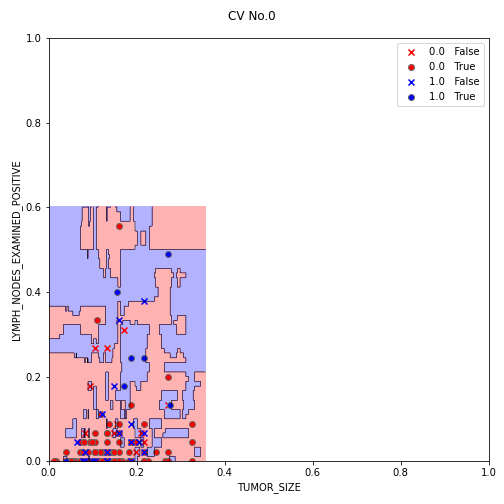 CV No.0
0.0 False
0.0 True
1.0 False
1.0 True
LYMPH_NODES_EXAMINED_POSITIVE
1.0
0.8
0.6
0.4
0.2
0.0
0.0 0.2 0.4 0.6 0.8 1.0
TUMOR_SIZE